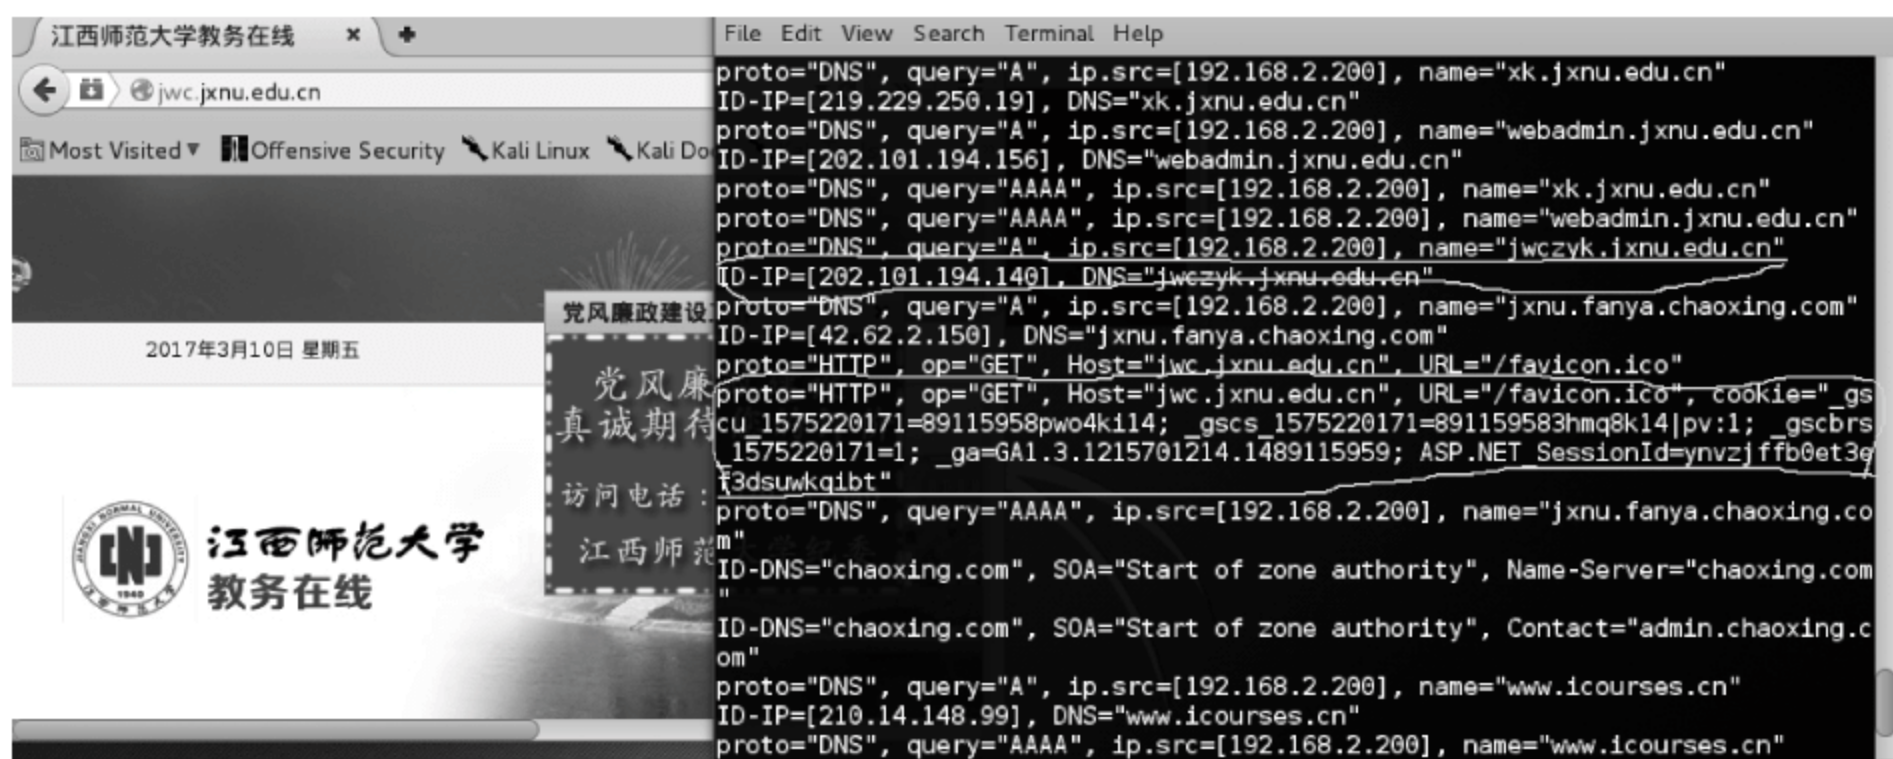 江西师范大学教务在线
jwc.jxnu.edu.cn
Most Visited
Offensive Security
Kali Linux
Kali Do
2017年3月10日 星期五
党风廉政建设
党风廉
真诚期待
访问电话：
江西师范
JIANGXI NORMAL UNIVERSITY
1940
江西师范大学
教务在线
File Edit View Search Terminal Help
proto="DNS", query="A", ip.src=[192.168.2.200], name="xk.jxnu.edu.cn"
ID-IP=[219.229.250.19], DNS="xk.jxnu.edu.cn"
proto="DNS", query="A", ip.src=[192.168.2.200], name="webadmin.jxnu.edu.cn"
ID-IP=[202.101.194.156], DNS="webadmin.jxnu.edu.cn"
proto="DNS", query="AAAA", ip.src=[192.168.2.200], name="xk.jxnu.edu.cn"
proto="DNS", query="AAAA", ip.src=[192.168.2.200], name="webadmin.jxnu.edu.cn"
proto="DNS", query="A", ip.src=[192.168.2.200], name="jwczyk.jxnu.edu.cn"
ID-IP=[202.101.194.140], DNS="jwczyk.jxnu.edu.cn"
proto="DNS", query="A", ip.src=[192.168.2.200], name="jxnu.fanya.chaoxing.com"
ID-IP=[42.62.2.150], DNS="jxnu.fanya.chaoxing.com"
proto="HTTP", op="GET", Host="jwc.jxnu.edu.cn", URL="/favicon.ico"
proto="HTTP", op="GET", Host="jwc.jxnu.edu.cn", URL="/favicon.ico", cookie="_gs
cu_1575220171=89115958pwo4ki14; _gscs_1575220171=891159583hmq8k14|pv:1; _gscbrs
_1575220171=1; _ga=GA1.3.1215701214.1489115959; ASP.NET_SessionId=ynvzjffb0et3e
f3dsuwkqibt"
proto="DNS", query="AAAA", ip.src=[192.168.2.200], name="jxnu.fanya.chaoxing.co
m"
ID-DNS="chaoxing.com", SOA="Start of zone authority", Name-Server="chaoxing.com
"
ID-DNS="chaoxing.com", SOA="Start of zone authority", Contact="admin.chaoxing.c
om"
proto="DNS", query="A", ip.src=[192.168.2.200], name="www.icourses.cn"
ID-IP=[210.14.148.99], DNS="www.icourses.cn"
proto="DNS", query="AAAA", ip.src=[192.168.2.200], name="www.icourses.cn"